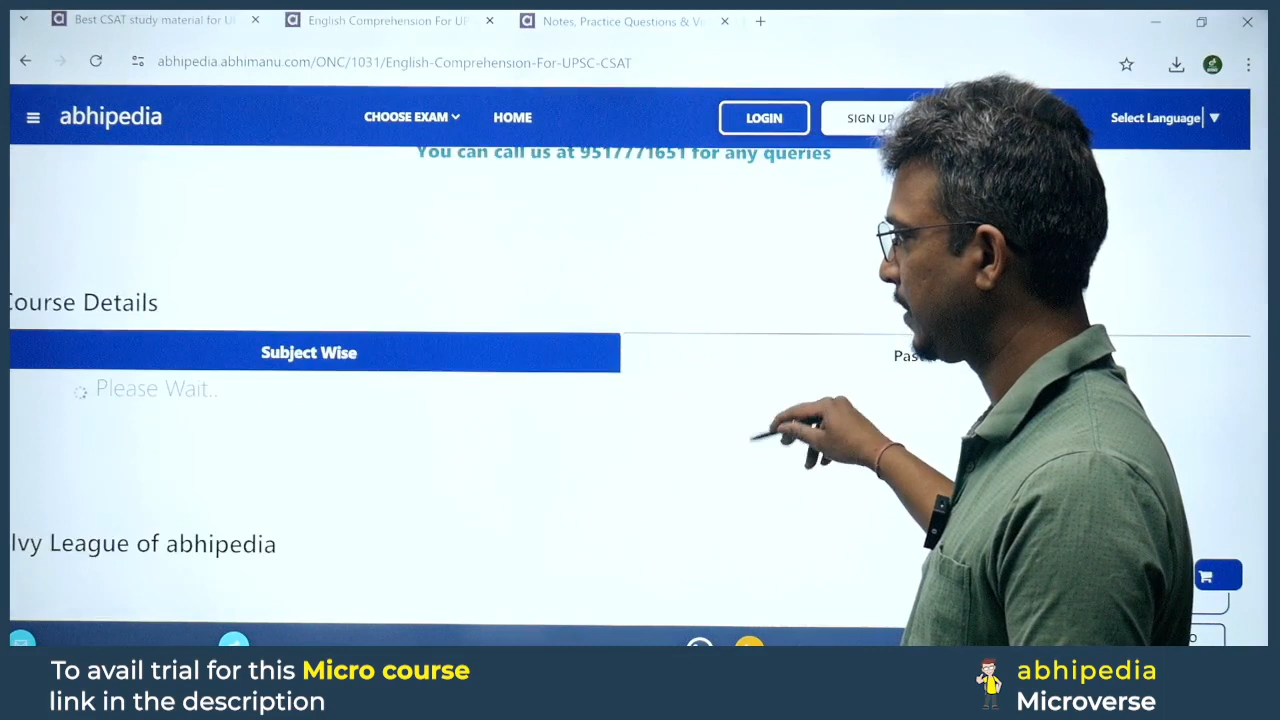 Best CSAT study material for U
English Comprehension For UP
Notes, Practice Questions & Vi
abhipedia.abhimanu.com/ONC/1031/English-Comprehension-For-UPSC-CSAT
abhipedia
CHOOSE EXAM
HOME
LOGIN
SIGN UP
Select Language
You can call us at 9517771651 for any queries
Course Details
Subject Wise
Please Wait..
Ivy League of abhipedia
To avail trial for this Micro course
link in the description
abhipedia
Microverse